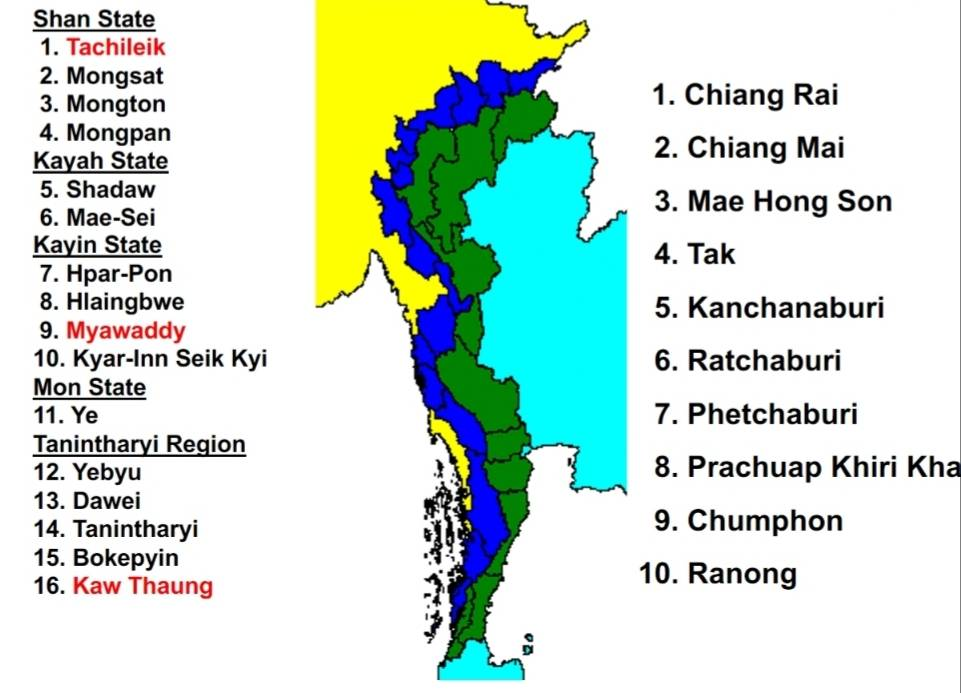 Shan State
1. Tachileik
2. Mongsat
3. Mongton
4. Mongpan
Kayah State
5. Shadaw
6. Mae-Sei
Kayin State
7. Hpar-Pon
8. Hlaingbwe
9. Myawaddy
10. Kyar-Inn Seik Kyi
Mon State
11. Ye
Tanintharyi Region
12. Yebyu
13. Dawei
14. Tanintharyi
15. Bokepyin
16. Kaw Thaung
1. Chiang Rai
2. Chiang Mai
3. Mae Hong Son
4. Tak
5. Kanchanaburi
6. Ratchaburi
7. Phetchaburi
8. Prachuap Khiri Kha
9. Chumphon
10. Ranong